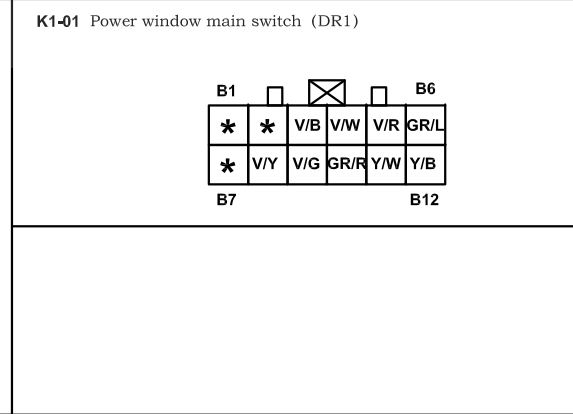 K1-01 Power window main switch (DR1)
B1 B6
* * V/B V/W V/R GR/L
* V/Y V/G GR/R Y/W Y/B
B7 B12